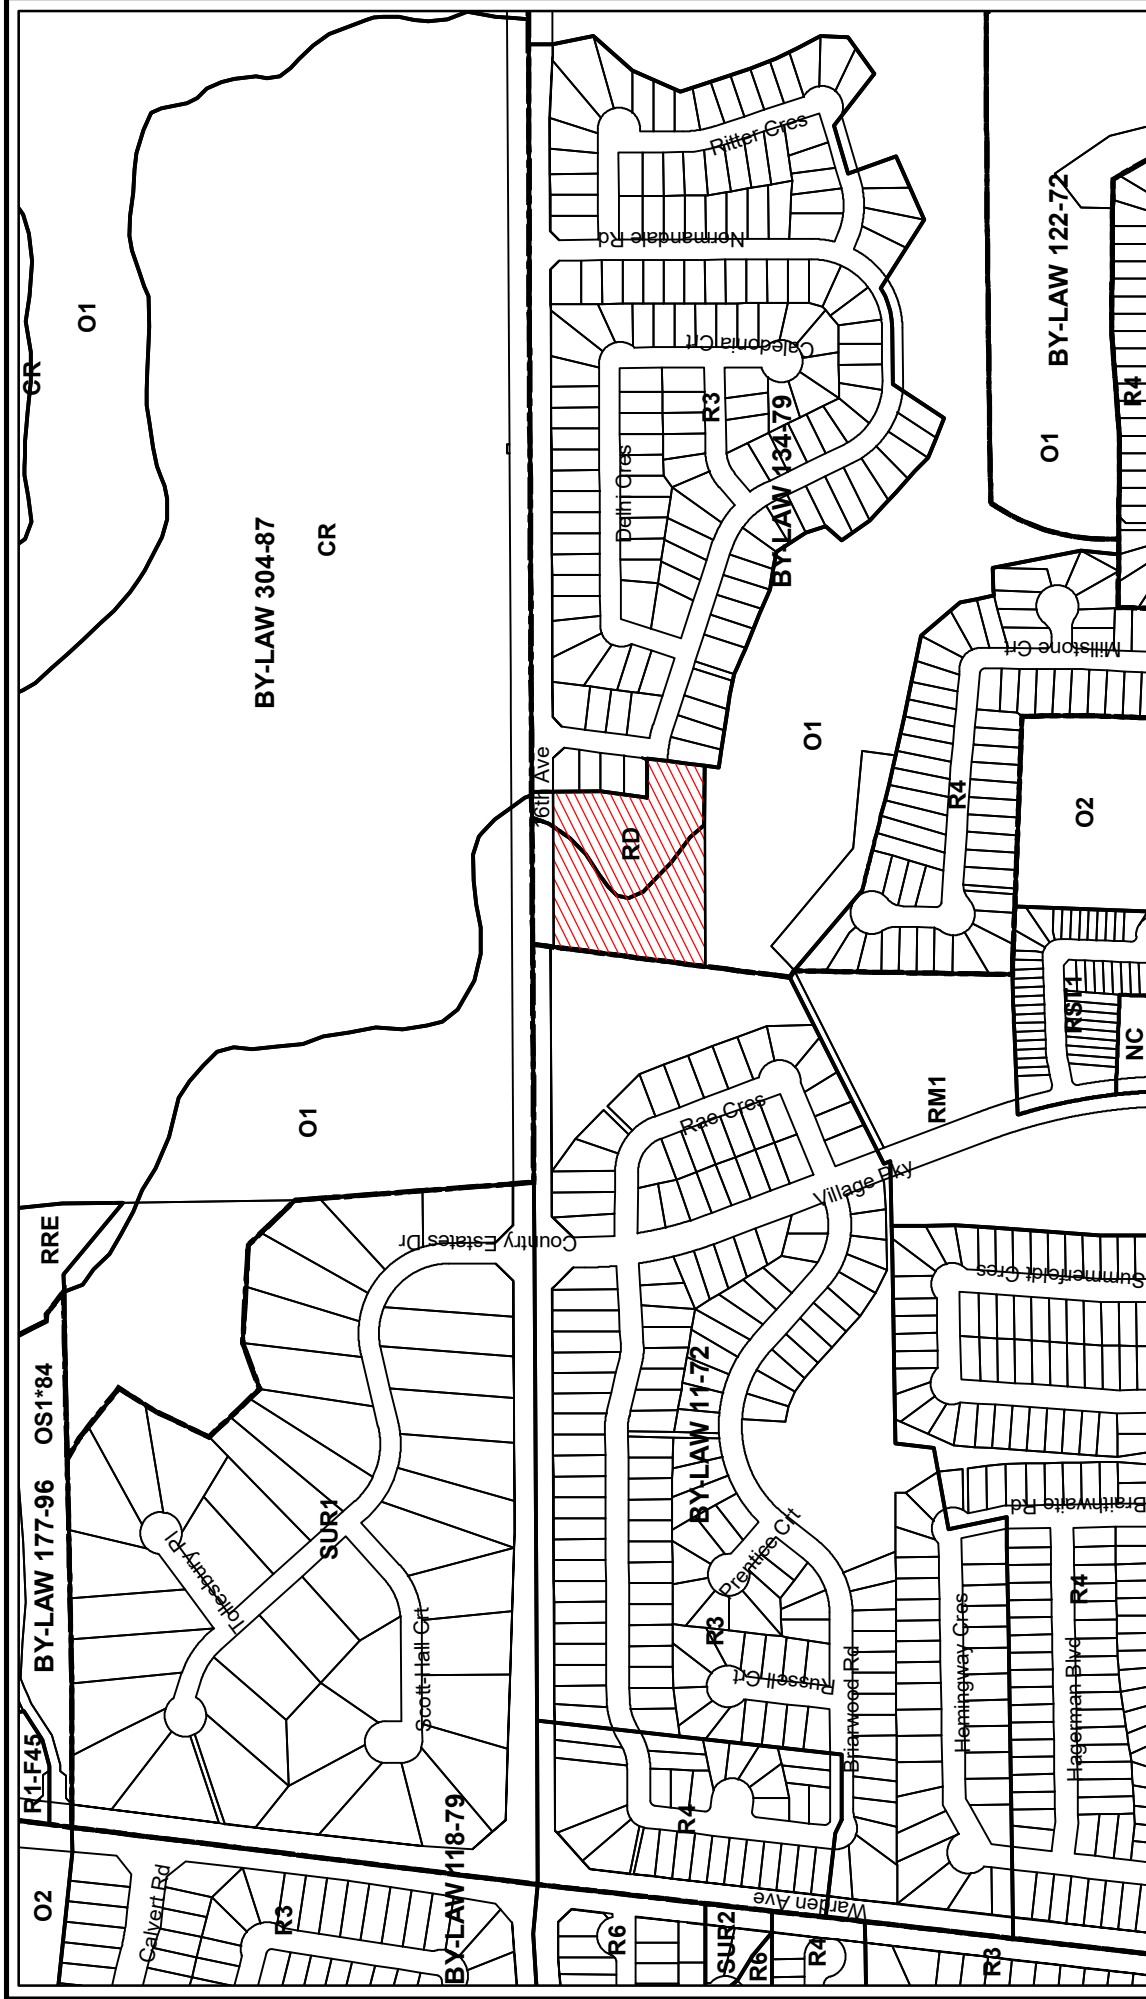 CR
O1
BY-LAW 304-87
CR
O1
RRE
OS1*84
BY-LAW 177-96
R1-F45
O2
Calvert Rd
R3
BY-LAW 118-79
Tollesbury Pl
SUR1
Scott-Hall Crt
Country Estates Dr
16th Ave
Ritter Cres
Normandale Rd
Caledonia Crt
R3
BY-LAW 134-79
Delhi Cres
RD
O1
BY-LAW 122-72
O1
R4
Millstone Crt
R4
O2
RST1
NC
RM1
Rae Cres
Village Pky
BY-LAW 11-72
Prentice Crt
R3
Russell Crt
Briarwood Rd
R4
Warden Ave
Summerfeldt Cres
Braithwaite Rd
R4
Hemingway Cres
Hagerman Blvd
R6
SUR2
R6
R4
R3